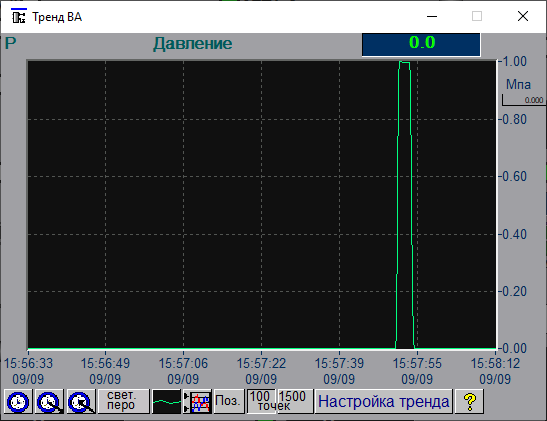 Тренд ВА
P Давление 0.0
1.00
Мпа
0.000
0.80
0.60
0.40
0.20
0.00
15:56:33 15:56:49 15:57:06 15:57:22 15:57:39 15:57:55 15:58:12
09/09 09/09 09/09 09/09 09/09 09/09 09/09
свет. перо Поз. 100 1500 точек Настройка тренда ?